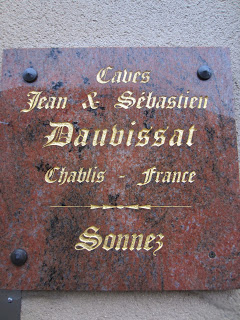 Caves
Jean & Sébastien
Dauvissat
Chablis - France
Sonnez